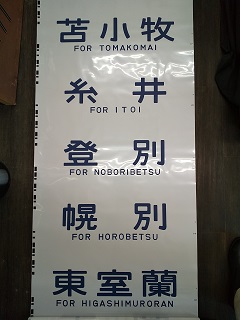 苫小牧
FOR TOMAKOMAI
糸井
FOR ITOI
登別
FOR NOBORIBETSU
幌別
FOR HOROBETSU
東室蘭
FOR HIGASHIMURORAN